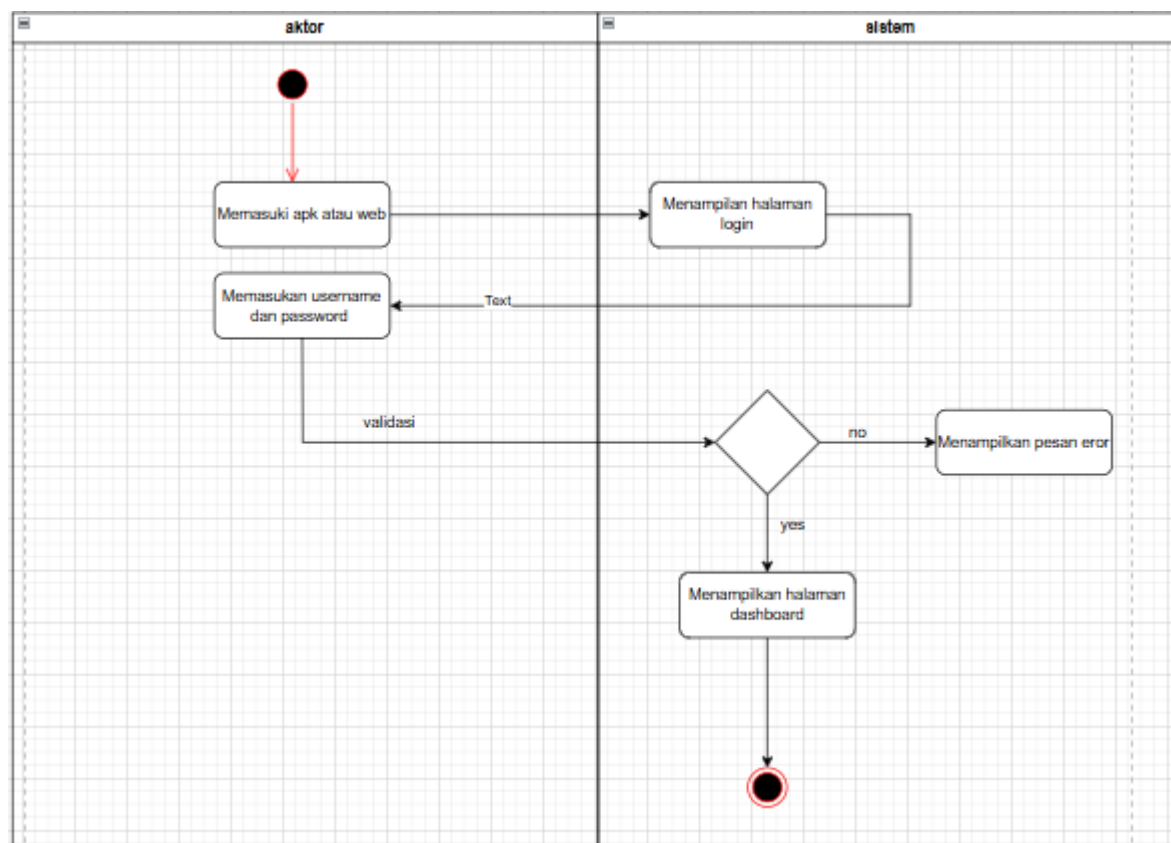 aktor
sistem
Memasuki apk atau web
Menampilan halaman
login
Memasukan username
dan password
Text
validasi
no
Menampilkan pesan eror
yes
Menampilkan halaman
dashboard